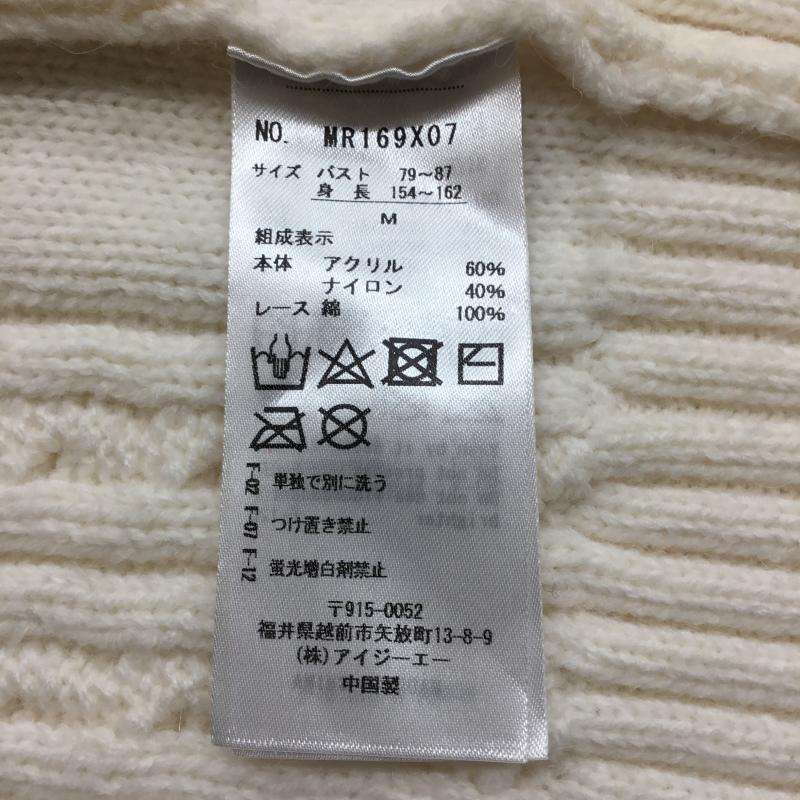 NO. MR169X07
サイズ バスト 79～87
身長 154～162
M
組成表示
本体 アクリル 60%
ナイロン 40%
レース 綿 100%
F-02 単独で別に洗う
F-07 つけ置き禁止
F-12 蛍光増白剤禁止
〒915-0052
福井県越前市矢放町13-8-9
(株)アイジーエー
中国製